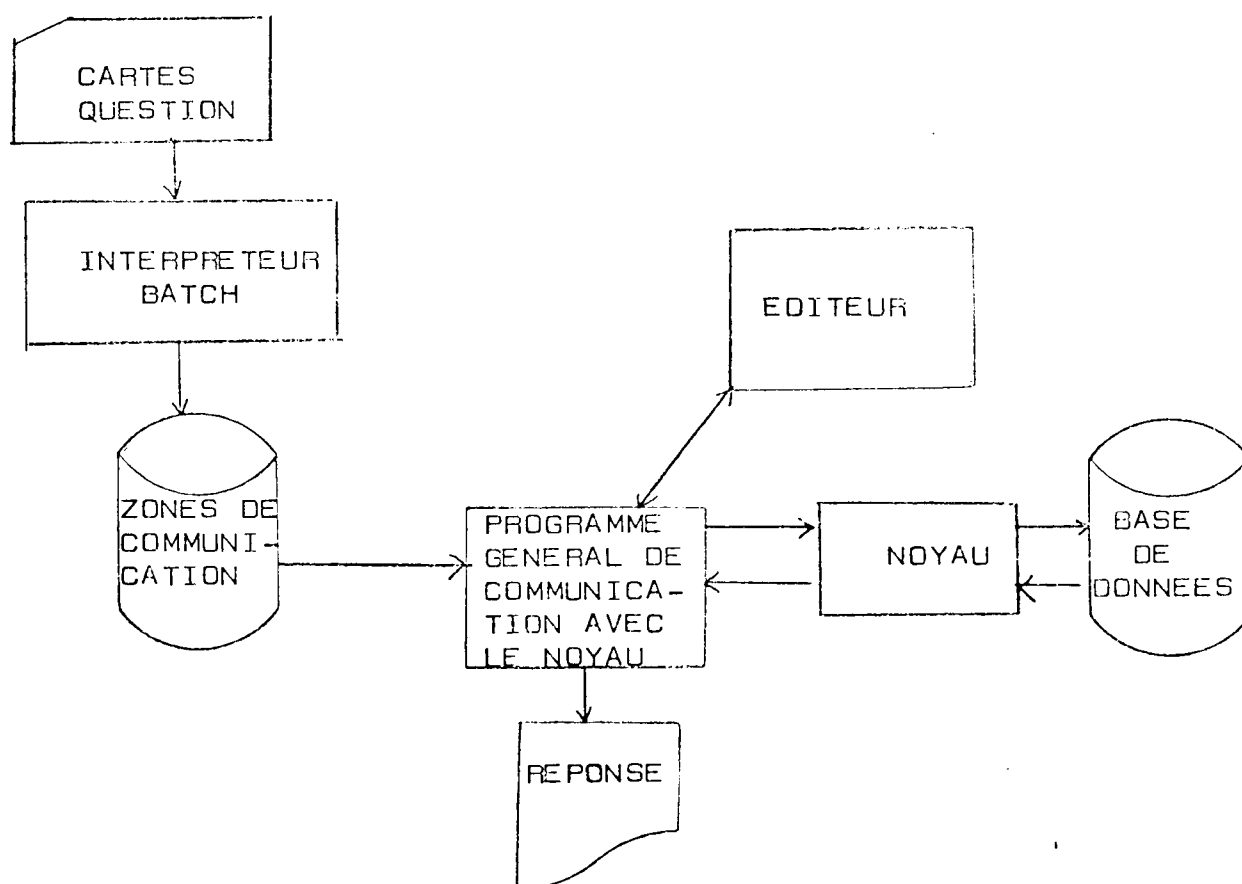 CARTES
QUESTION
INTERPRETEUR
BATCH
EDITEUR
ZONES DE
COMMUNI-
CATION
PROGRAMME
GENERAL DE
COMMUNICA-
TION AVEC
LE NOYAU
NOYAU
BASE
DE
DONNEES
REPONSE